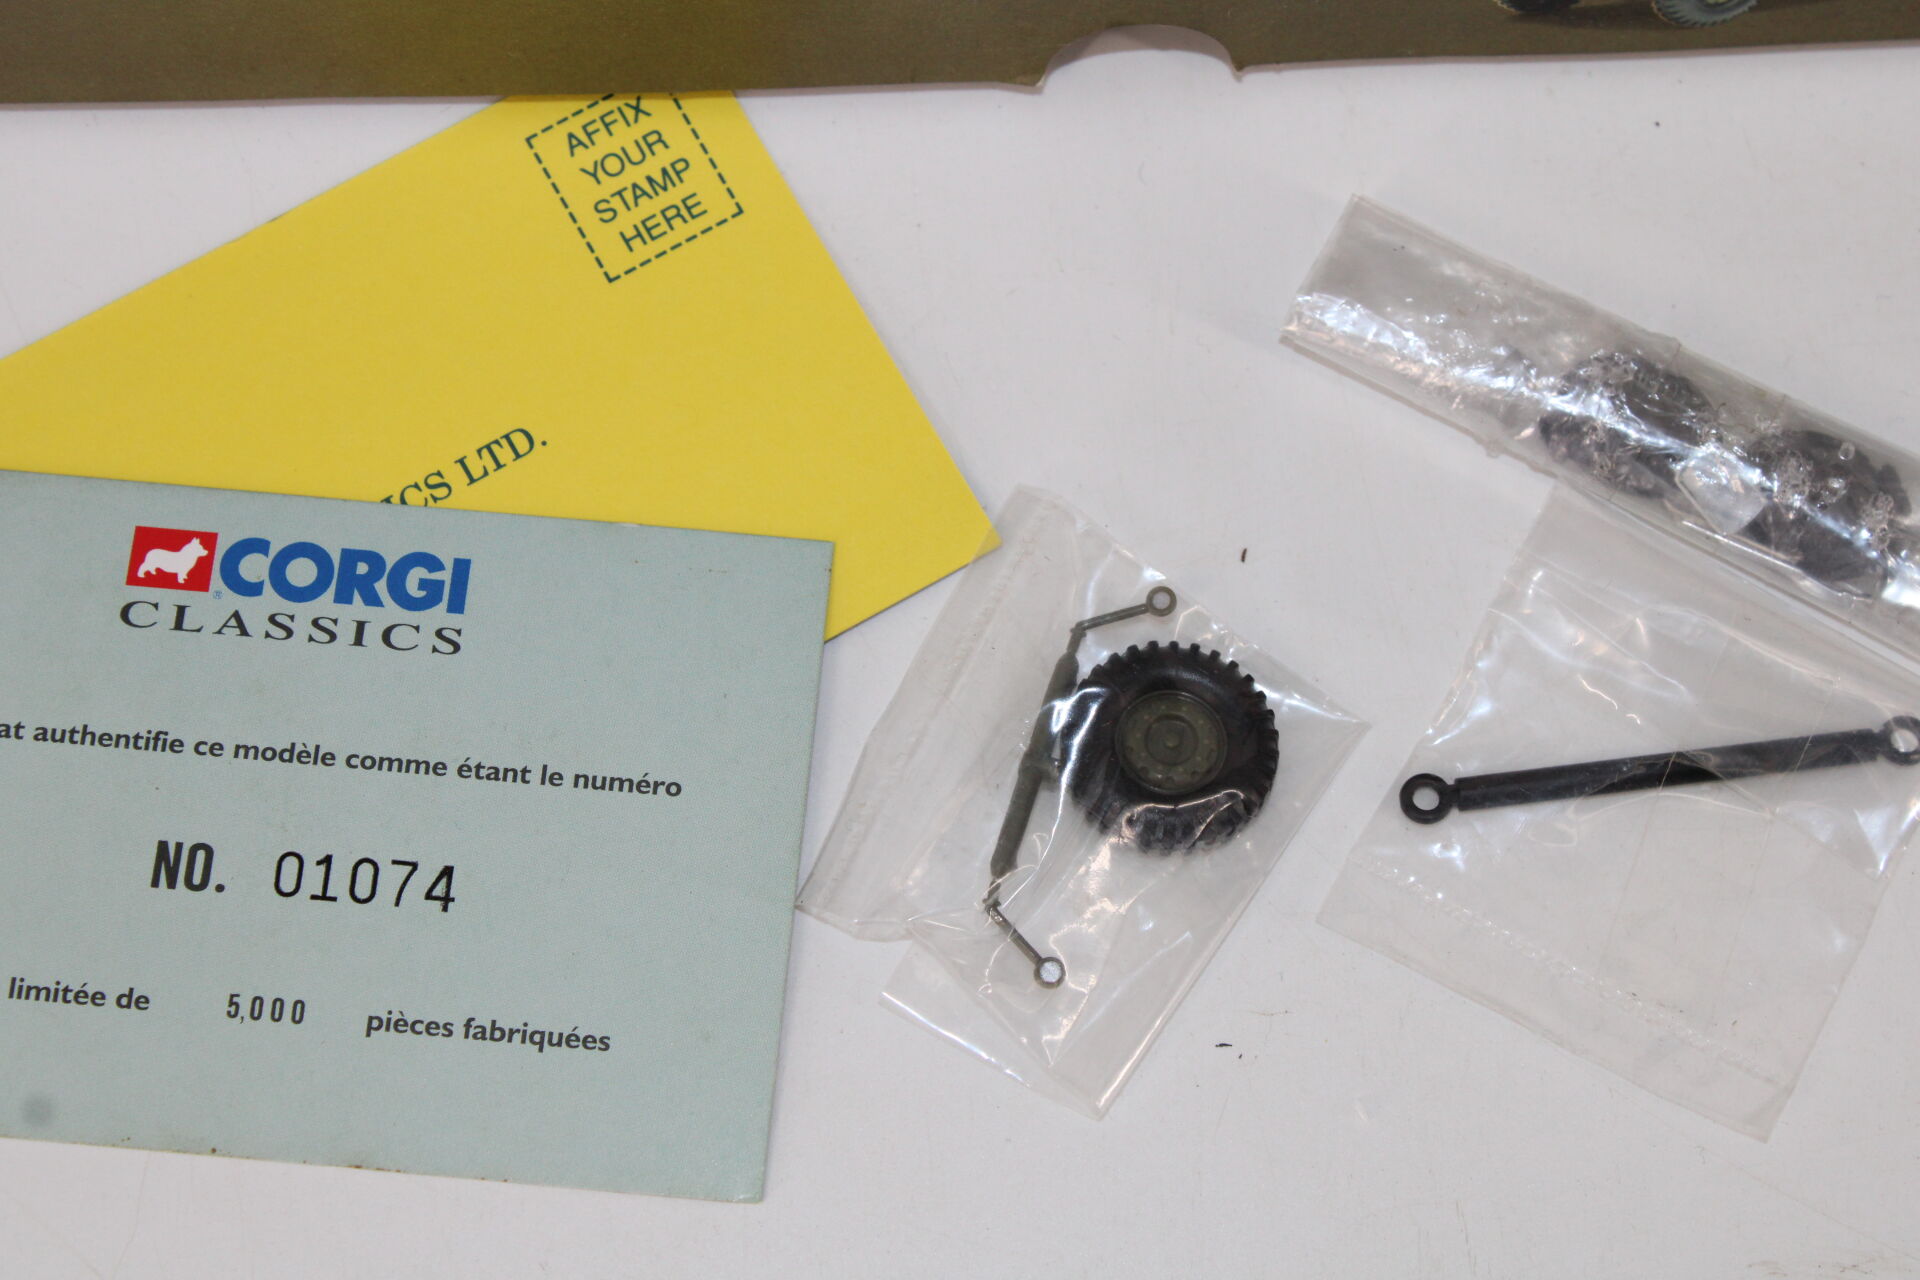 AFFIX
YOUR
STAMP
HERE
ICS LTD.
CORGI
CLASSICS
at authentifie ce modèle comme étant le numéro
NO. 01074
limitée de 5,000 pièces fabriquées